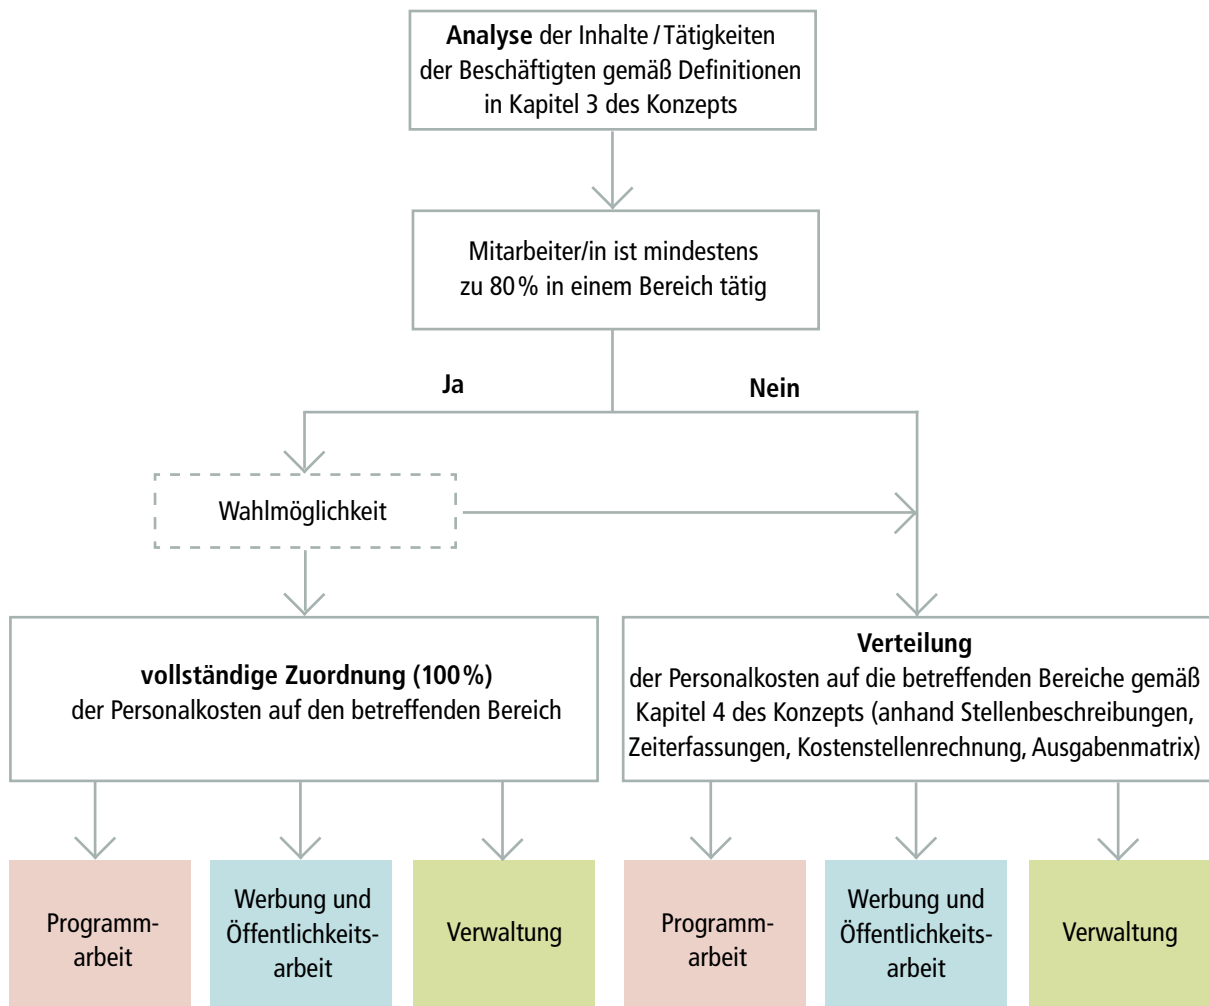 Analyse der Inhalte / Tätigkeiten
der Beschäftigten gemäß Definitionen
in Kapitel 3 des Konzepts
Mitarbeiter/in ist mindestens
zu 80 % in einem Bereich tätig
Ja
Nein
Wahlmöglichkeit
vollständige Zuordnung (100 %)
der Personalkosten auf den betreffenden Bereich
Verteilung
der Personalkosten auf die betreffenden Bereiche gemäß
Kapitel 4 des Konzepts (anhand Stellenbeschreibungen,
Zeiterfassungen, Kostenstellenrechnung, Ausgabenmatrix)
Programm-
arbeit
Werbung und
Öffentlichkeits-
arbeit
Verwaltung
Programm-
arbeit
Werbung und
Öffentlichkeits-
arbeit
Verwaltung